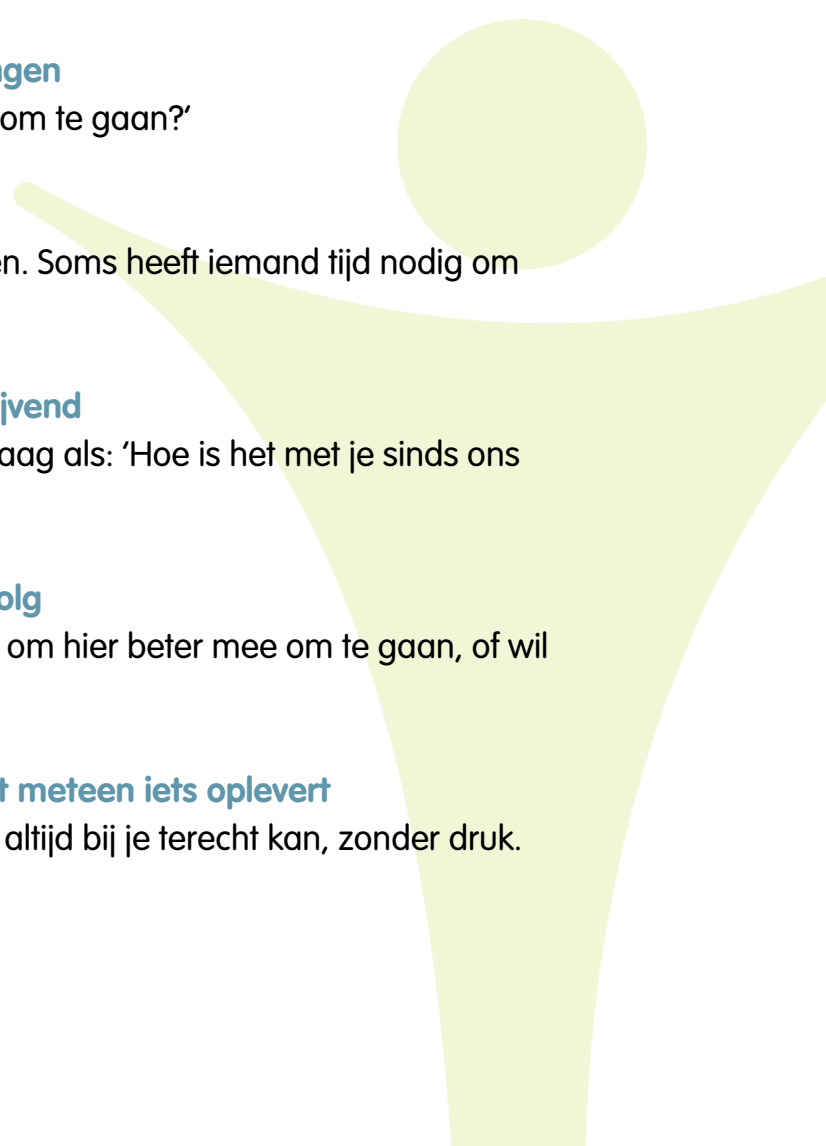 ngen
om te gaan?’
en. Soms heeft iemand tijd nodig om
ijvend
aag als: ‘Hoe is het met je sinds ons
olg
om hier beter mee om te gaan, of wil
t meteen iets oplevert
altijd bij je terecht kan, zonder druk.